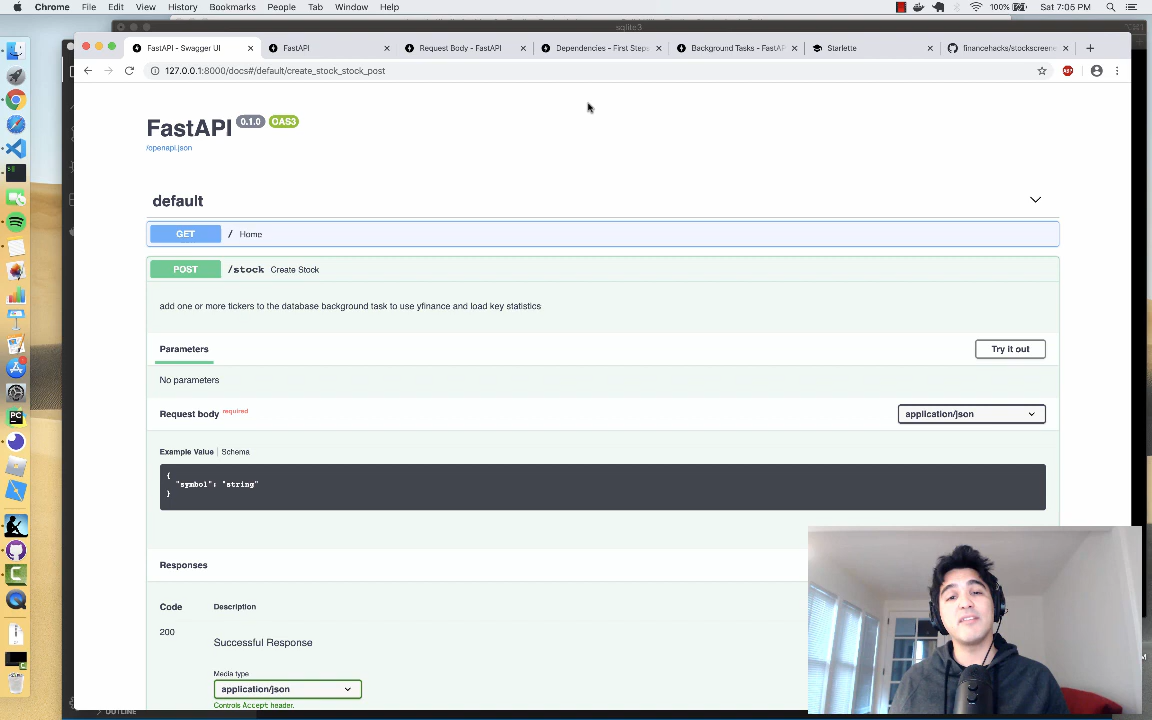 Chrome File Edit View History Bookmarks People Tab Window Help 100% Sat 7:05 PM
sqlite3
FastAPI - Swagger UI FastAPI Request Body - FastAPI Dependencies - First Steps Background Tasks - FastAP Starlette financehacks/stockscreene
127.0.0.1:8000/docs#/default/create_stock_stock_post
ABP
FastAPI 0.1.0 OAS3
/openapi.json
default
GET / Home
POST /stock Create Stock
add one or more tickers to the database background task to use yfinance and load key statistics
Parameters Try it out
No parameters
Request body required application/json
Example Value | Schema
{
"symbol": "string"
}
Responses
Code Description
200 Successful Response
Media type
application/json
Controls Accept header.
OUTLINE